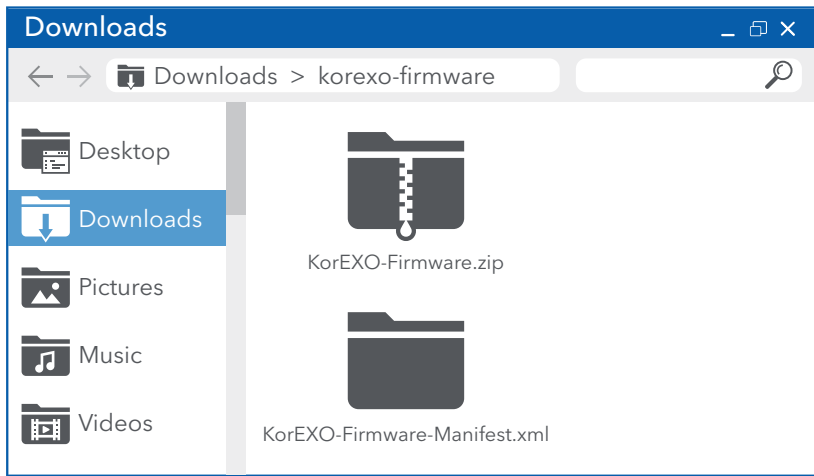 Downloads
Downloads > korexo-firmware
Desktop
Downloads
Pictures
Music
Videos
KorEXO-Firmware.zip
KorEXO-Firmware-Manifest.xml